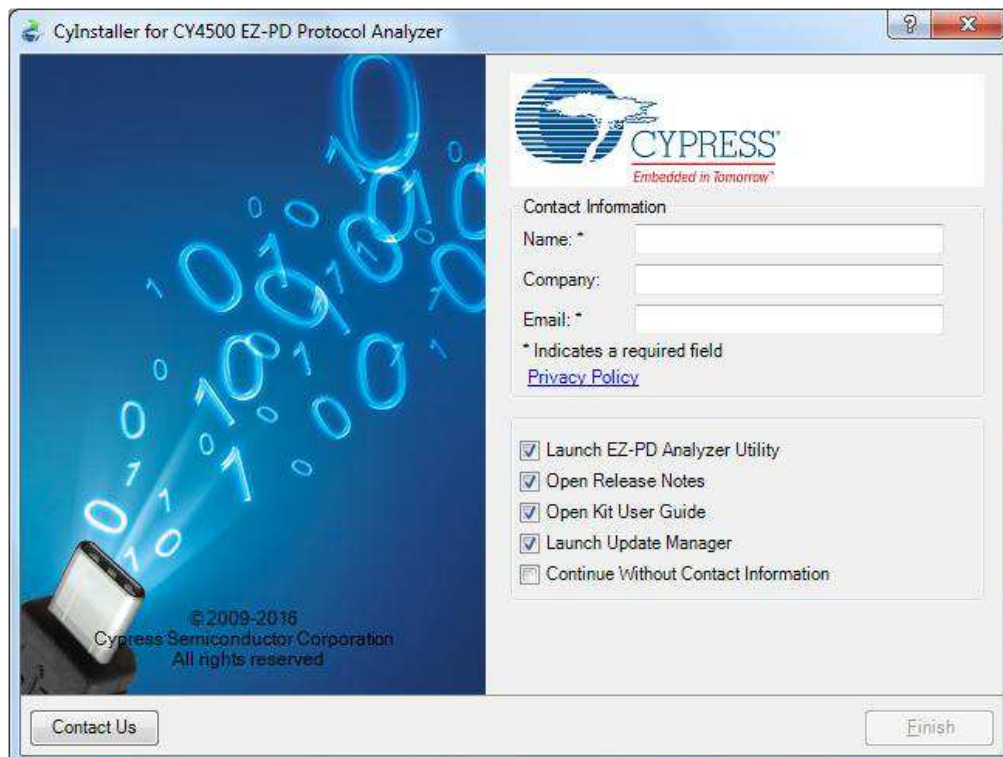 CyInstaller for CY4500 EZ-PD Protocol Analyzer
CYPRESS
Embedded in Tomorrow™
Contact Information
Name: *
Company:
Email: *
* Indicates a required field
Privacy Policy
Launch EZ-PD Analyzer Utility
Open Release Notes
Open Kit User Guide
Launch Update Manager
Continue Without Contact Information
© 2009-2016
Cypress Semiconductor Corporation
All rights reserved
Contact Us
Finish